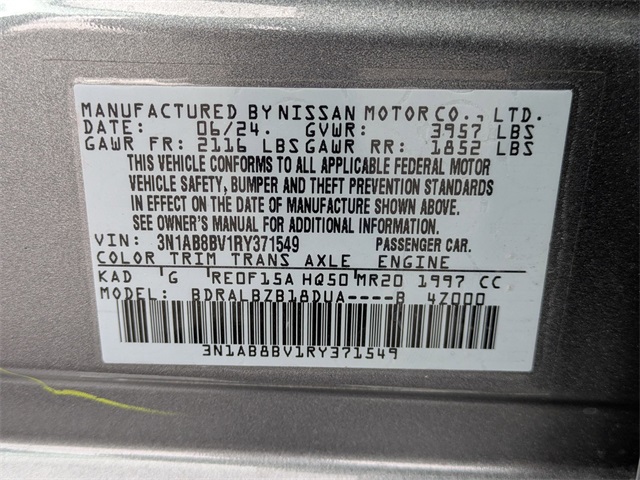 MANUFACTURED BY NISSAN MOTOR CO., LTD.
DATE: 06/24. GVWR: 3957 LBS
GAWR FR: 2116 LBS GAWR RR: 1852 LBS
THIS VEHICLE CONFORMS TO ALL APPLICABLE FEDERAL MOTOR
VEHICLE SAFETY, BUMPER AND THEFT PREVENTION STANDARDS
IN EFFECT ON THE DATE OF MANUFACTURE SHOWN ABOVE.
SEE OWNER'S MANUAL FOR ADDITIONAL INFORMATION.
VIN: 3N1AB8BV1RY371549 PASSENGER CAR.
COLOR TRIM TRANS AXLE ENGINE
KAD G RE0F15A HQ50 MR20 1997 CC
MODEL: BDRALBZB18DUA----B 4Z000
3N1AB8BV1RY371549